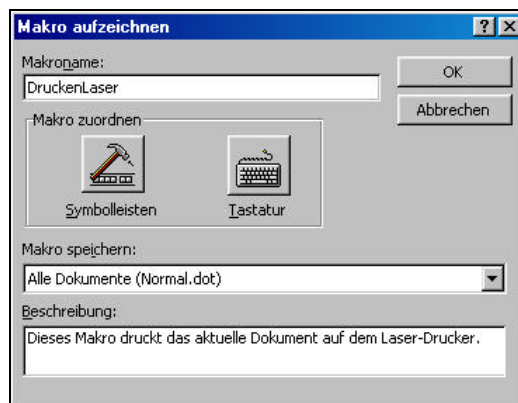 Makro aufzeichnen
Makroname:
OK
DruckenLaser
Abbrechen
Makro zuordnen
Symbolleisten Tastatur
Makro speichern:
Alle Dokumente (Normal.dot)
Beschreibung:
Dieses Makro druckt das aktuelle Dokument auf dem Laser-Drucker.